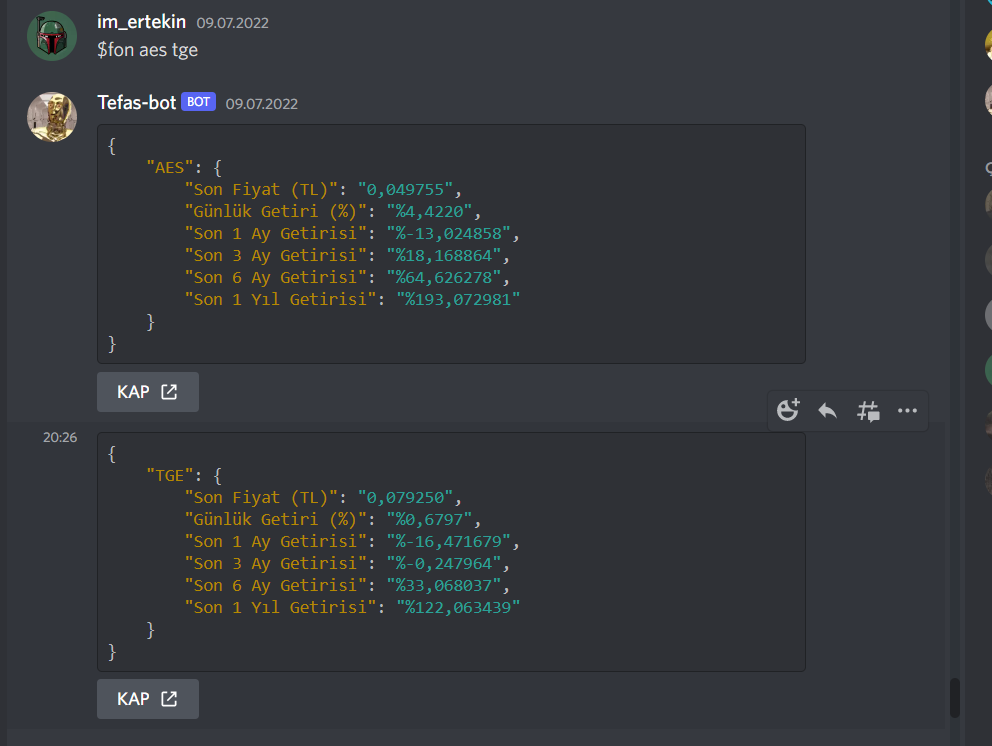 im_ertekin 09.07.2022
$fon aes tge
Tefas-bot BOT 09.07.2022
{
"AES": {
"Son Fiyat (TL)": "0,049755",
"Günlük Getiri (%)": "%4,4220",
"Son 1 Ay Getirisi": "%-13,024858",
"Son 3 Ay Getirisi": "%18,168864",
"Son 6 Ay Getirisi": "%64,626278",
"Son 1 Yıl Getirisi": "%193,072981"
}
}
KAP
20:26
{
"TGE": {
"Son Fiyat (TL)": "0,079250",
"Günlük Getiri (%)": "%0,6797",
"Son 1 Ay Getirisi": "%-16,471679",
"Son 3 Ay Getirisi": "%-0,247964",
"Son 6 Ay Getirisi": "%33,068037",
"Son 1 Yıl Getirisi": "%122,063439"
}
}
KAP